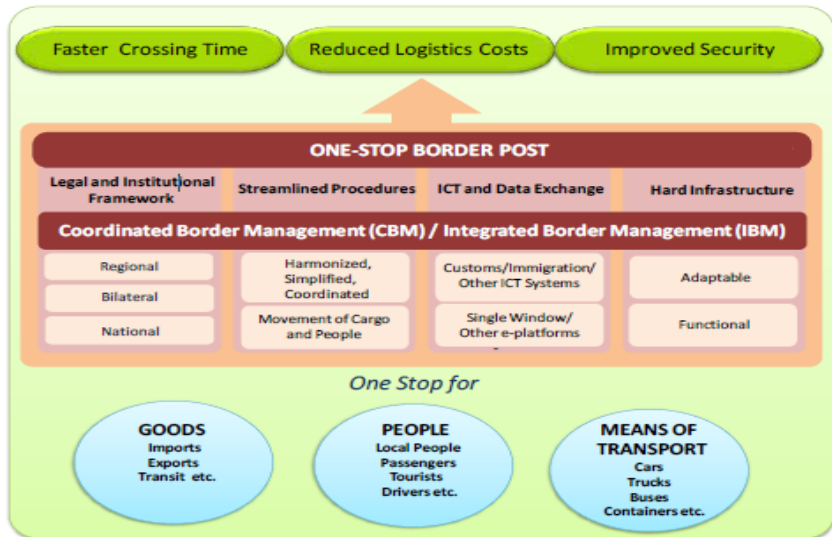 Faster Crossing Time
Reduced Logistics Costs
Improved Security
ONE-STOP BORDER POST
Legal and Institutional
Framework
Streamlined Procedures
ICT and Data Exchange
Hard Infrastructure
Coordinated Border Management (CBM) / Integrated Border Management (IBM)
Regional
Bilateral
National
Harmonized,
Simplified,
Coordinated
Movement of Cargo
and People
Customs/Immigration/
Other ICT Systems
Single Window/
Other e-platforms
Adaptable
Functional
One Stop for
GOODS
Imports
Exports
Transit etc.
PEOPLE
Local People
Passengers
Tourists
Drivers etc.
MEANS OF
TRANSPORT
Cars
Trucks
Buses
Containers etc.